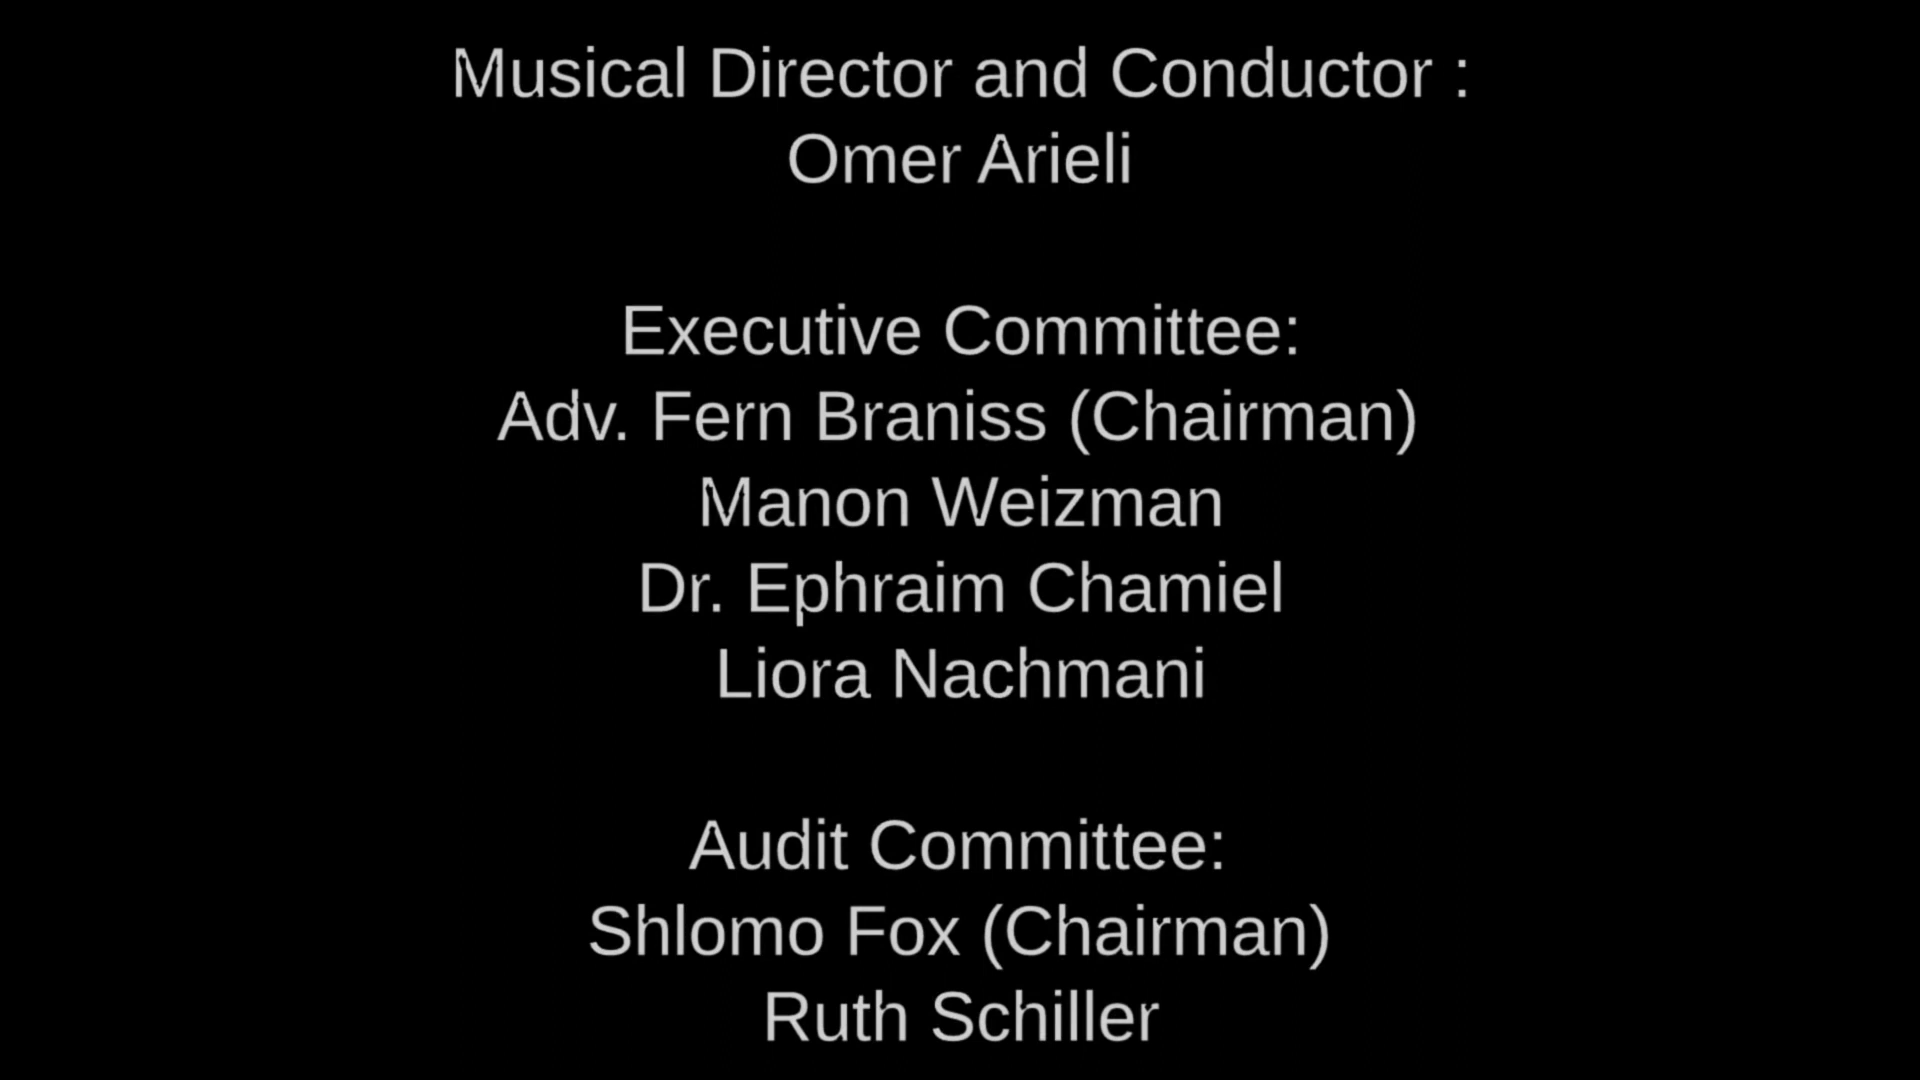 Musical Director and Conductor :
Omer Arieli
Executive Committee:
Adv. Fern Braniss (Chairman)
Manon Weizman
Dr. Ephraim Chamiel
Liora Nachmani
Audit Committee:
Shlomo Fox (Chairman)
Ruth Schiller